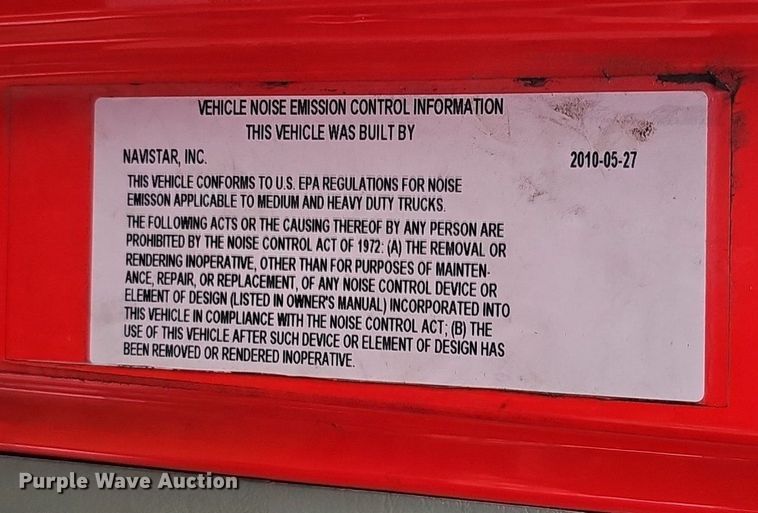 VEHICLE NOISE EMISSION CONTROL INFORMATION
THIS VEHICLE WAS BUILT BY
NAVISTAR, INC. 2010-05-27
THIS VEHICLE CONFORMS TO U.S. EPA REGULATIONS FOR NOISE
EMISSON APPLICABLE TO MEDIUM AND HEAVY DUTY TRUCKS.
THE FOLLOWING ACTS OR THE CAUSING THEREOF BY ANY PERSON ARE
PROHIBITED BY THE NOISE CONTROL ACT OF 1972: (A) THE REMOVAL OR
RENDERING INOPERATIVE, OTHER THAN FOR PURPOSES OF MAINTEN-
ANCE, REPAIR, OR REPLACEMENT, OF ANY NOISE CONTROL DEVICE OR
ELEMENT OF DESIGN (LISTED IN OWNER'S MANUAL) INCORPORATED INTO
THIS VEHICLE IN COMPLIANCE WITH THE NOISE CONTROL ACT; (B) THE
USE OF THIS VEHICLE AFTER SUCH DEVICE OR ELEMENT OF DESIGN HAS
BEEN REMOVED OR RENDERED INOPERATIVE.
Purple Wave Auction